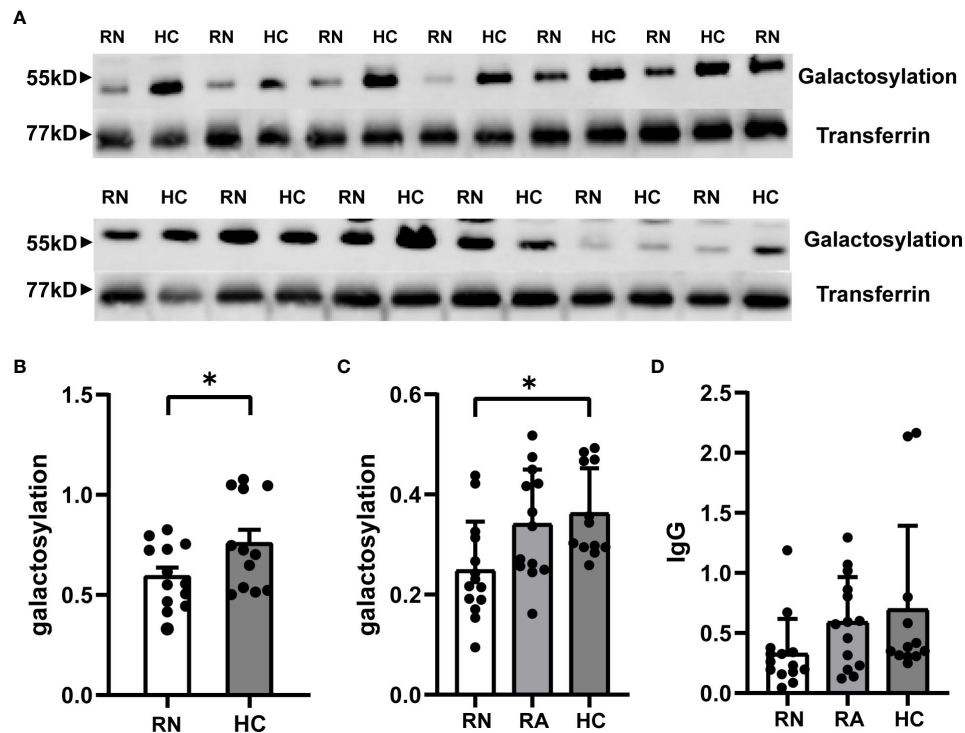 A
RN HC RN HC RN HC RN HC RN HC RN HC RN
55kD Galactosylation
77kD Transferrin
RN HC RN HC RN HC RN HC RN HC RN HC
55kD Galactosylation
77kD Transferrin
B
galactosylation
1.5
1.0
0.5
0.0
*
RN HC
C
galactosylation
0.6
0.4
0.2
0.0
*
RN RA HC
D
IgG
2.5
2.0
1.5
1.0
0.5
0.0
RN RA HC